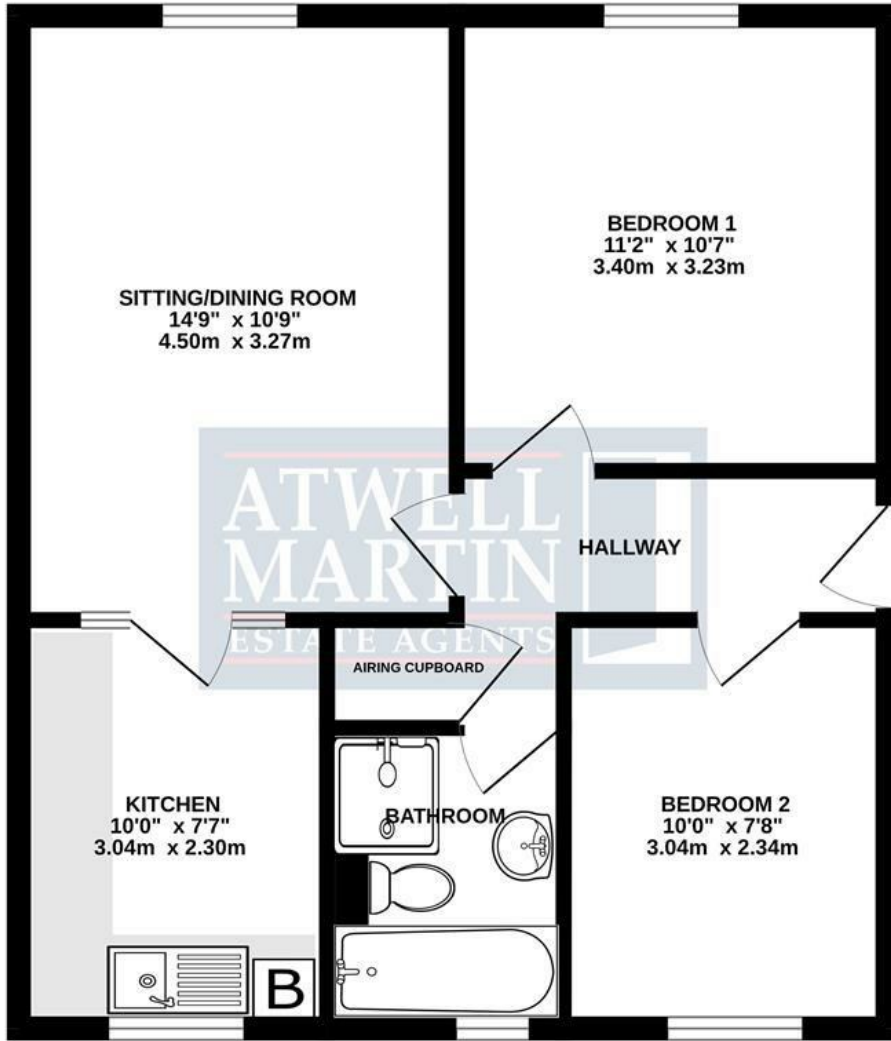 SITTING/DINING ROOM
14'9" x 10'9"
4.50m x 3.27m
BEDROOM 1
11'2" x 10'7"
3.40m x 3.23m
ATWELL
MARTIN
ESTATE AGENTS
HALLWAY
AIRING CUPBOARD
KITCHEN
10'0" x 7'7"
3.04m x 2.30m
B
BATHROOM
BEDROOM 2
10'0" x 7'8"
3.04m x 2.34m